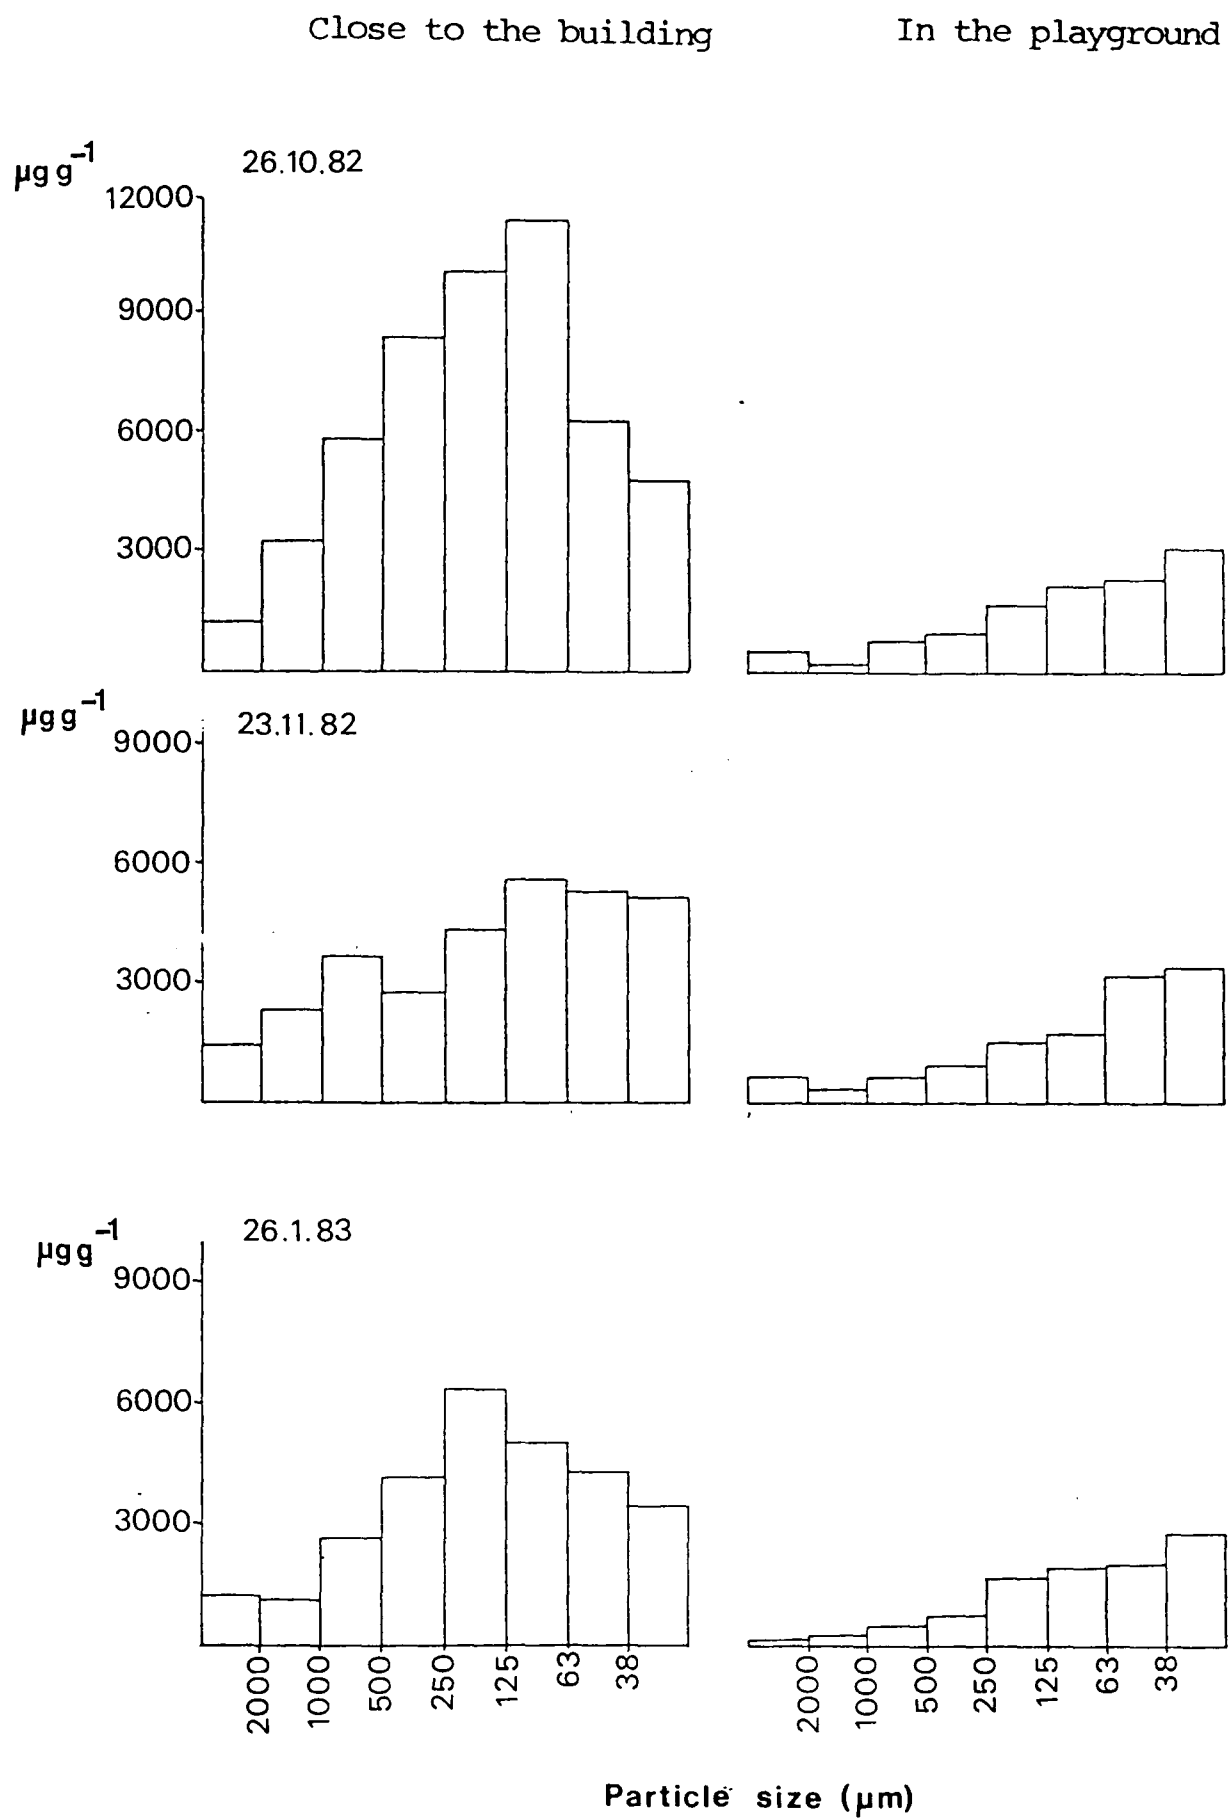 Close to the building In the playground
µg g-1 26.10.82
12000
9000
6000
3000
µg g-1 23.11.82
9000
6000
3000
µg g-1 26.1.83
9000
6000
3000
2000 1000 500 250 125 63 38 2000 1000 500 250 125 63 38
Particle size (µm)